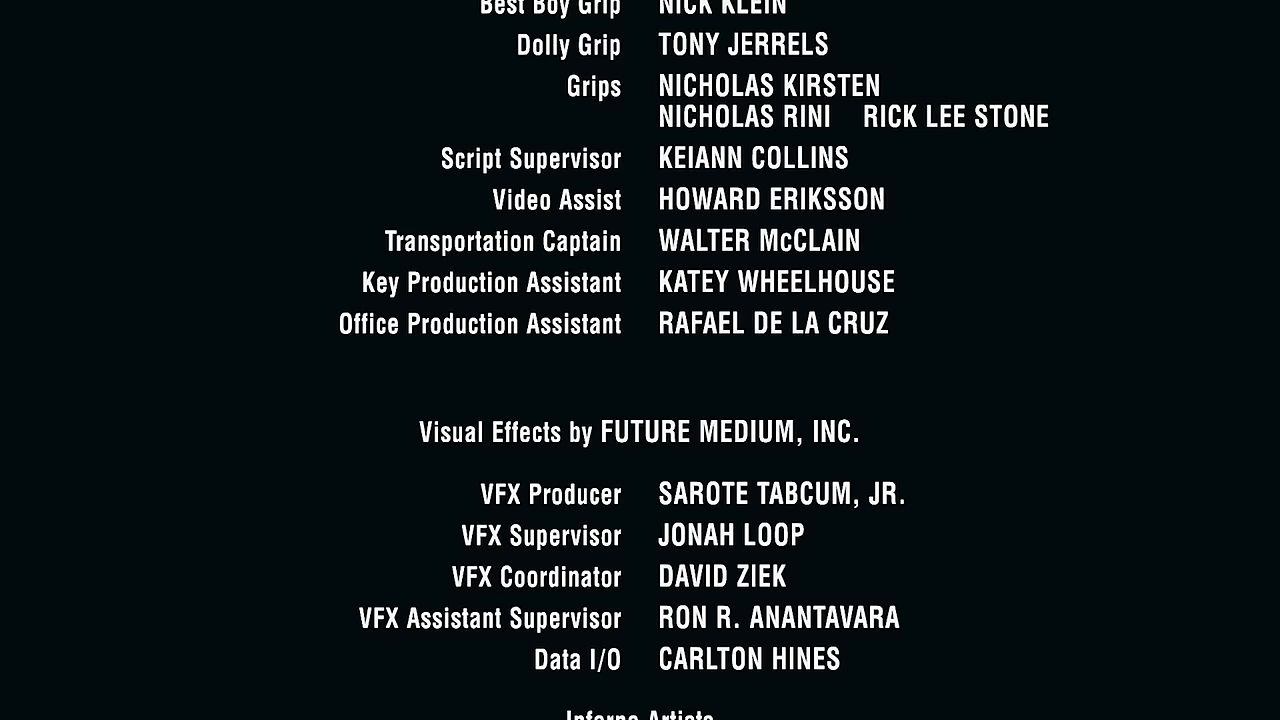 Best Boy Grip NICK KLEIN
Dolly Grip TONY JERRELS
Grips NICHOLAS KIRSTEN
NICHOLAS RINI RICK LEE STONE
Script Supervisor KEIANN COLLINS
Video Assist HOWARD ERIKSSON
Transportation Captain WALTER McCLAIN
Key Production Assistant KATEY WHEELHOUSE
Office Production Assistant RAFAEL DE LA CRUZ
Visual Effects by FUTURE MEDIUM, INC.
VFX Producer SAROTE TABCUM, JR.
VFX Supervisor JONAH LOOP
VFX Coordinator DAVID ZIEK
VFX Assistant Supervisor RON R. ANANTAVARA
Data I/O CARLTON HINES
Inferno Artists